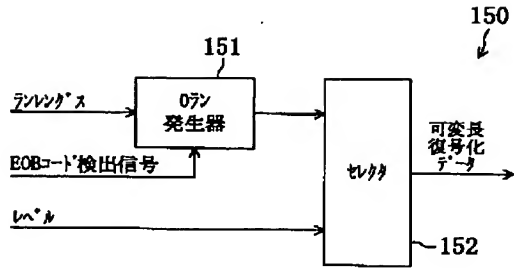 150
151
ﾗﾝﾚﾝｸﾞｽ
0ﾗﾝ
発生器
EOBｺｰﾄﾞ検出信号
ｾﾚｸﾀ
可変長
復号化
ﾃﾞｰﾀ
ﾚﾍﾞﾙ
152